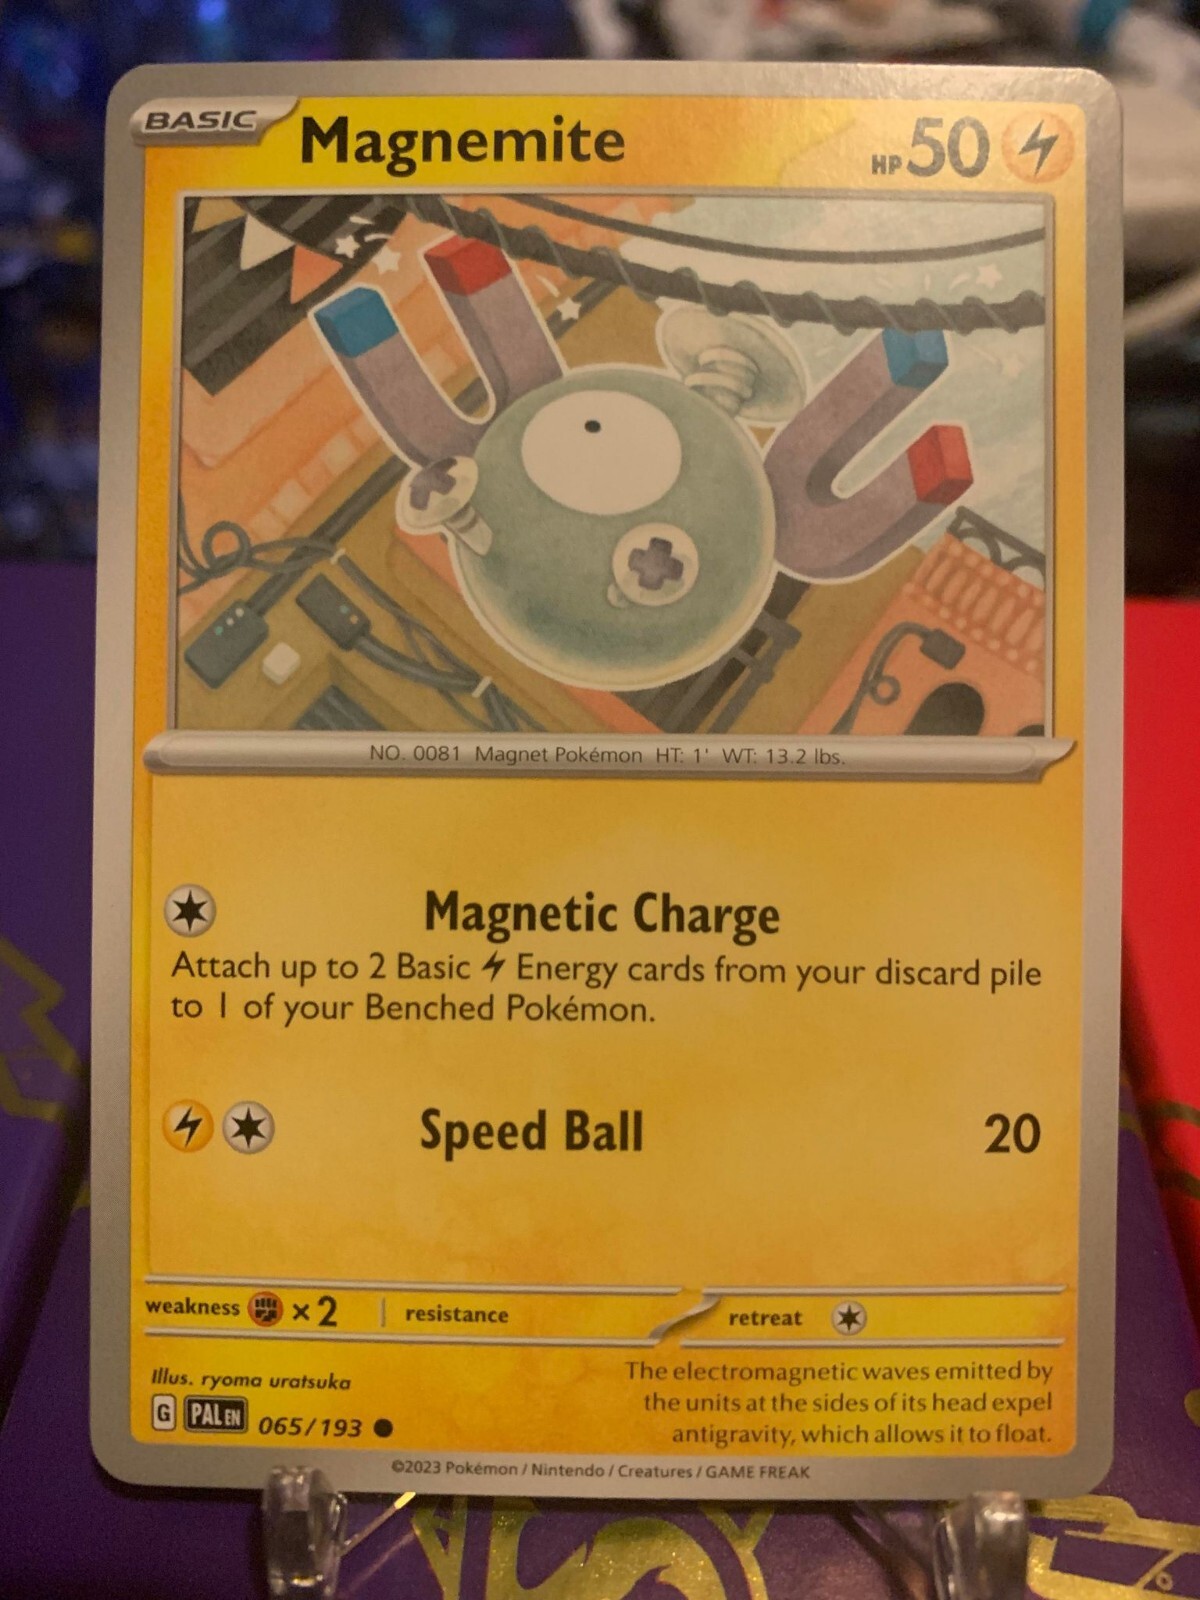 BASIC Magnemite HP 50
NO. 0081 Magnet Pokémon HT: 1' WT: 13.2 lbs.
Magnetic Charge
Attach up to 2 Basic Energy cards from your discard pile
to 1 of your Benched Pokémon.
Speed Ball 20
weakness ×2 | resistance retreat
Illus. ryoma uratsuka
G PAL EN 065/193
The electromagnetic waves emitted by
the units at the sides of its head expel
antigravity, which allows it to float.
©2023 Pokémon / Nintendo / Creatures / GAME FREAK